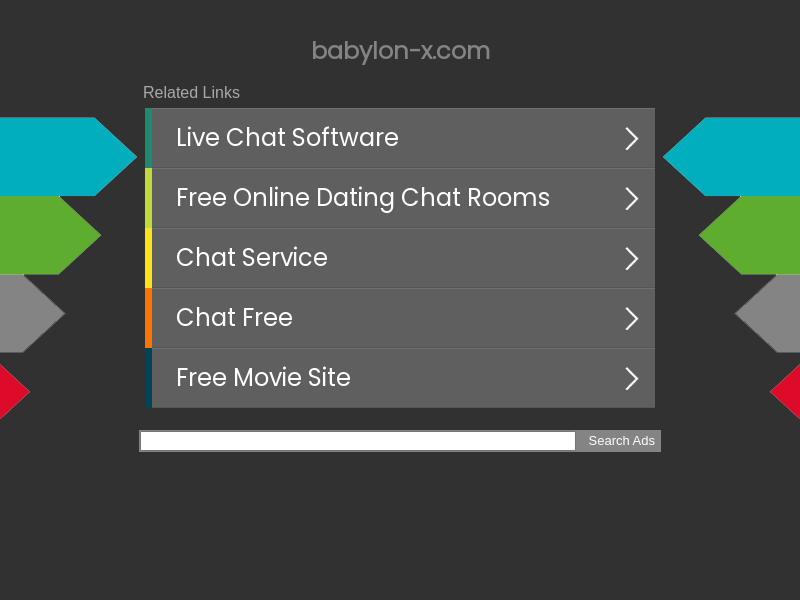 babylon-x.com
Related Links
Live Chat Software
Free Online Dating Chat Rooms
Chat Service
Chat Free
Free Movie Site
Search Ads